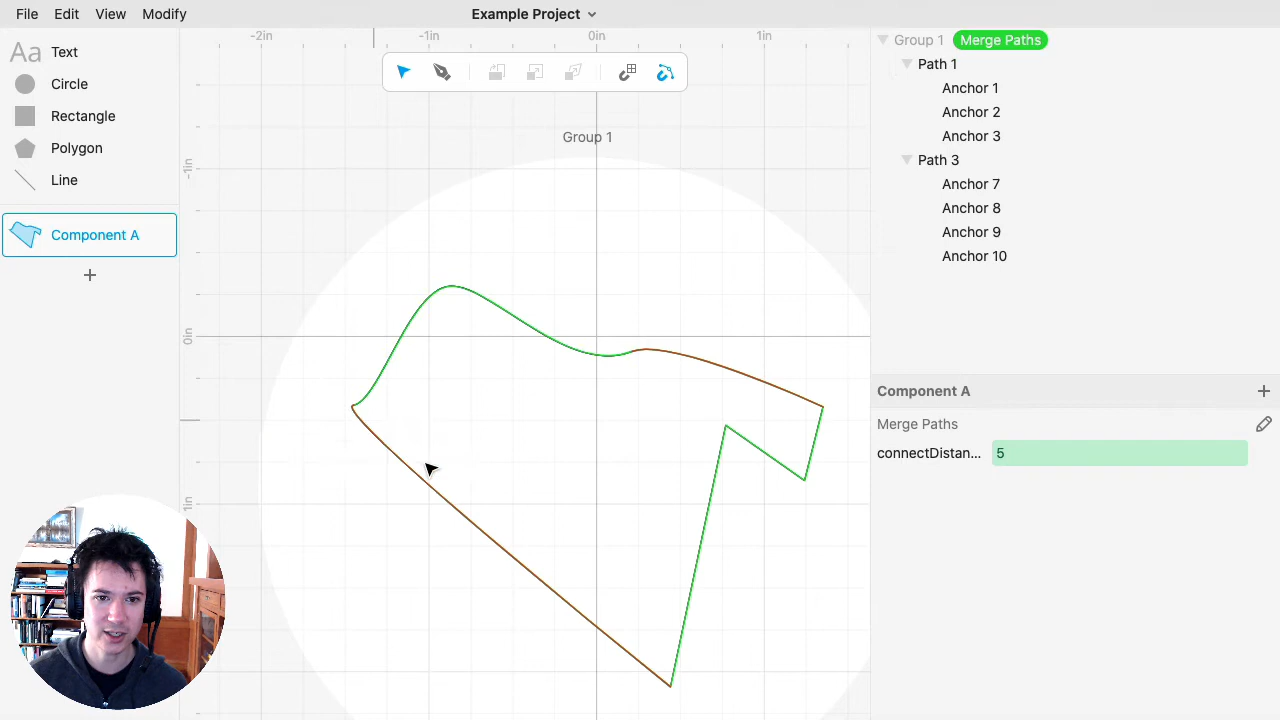 File Edit View Modify
Example Project
-2in -1in 0in 1in
Aa Text
Circle
Rectangle
Polygon
Line
Component A
-1in
0in
1in
Group 1
Group 1 Merge Paths
Path 1
Anchor 1
Anchor 2
Anchor 3
Path 3
Anchor 7
Anchor 8
Anchor 9
Anchor 10
Component A
Merge Paths
connectDistan... 5